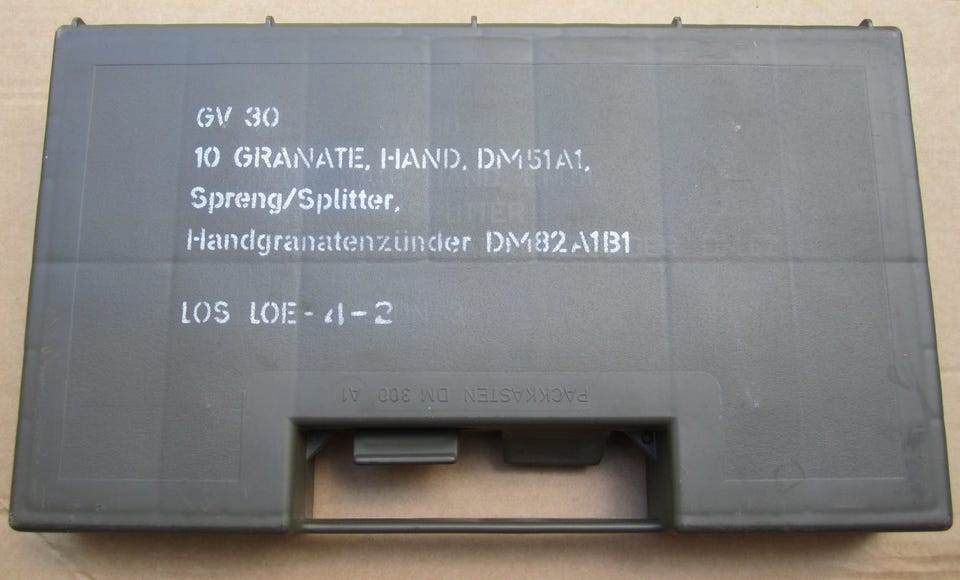 GV 30
10 GRANATE, HAND, DM51A1,
Spreng/Splitter,
Handgranatenzünder DM82A1B1
LOS LOE-4-2
PACKKASTEN DM 300 A1